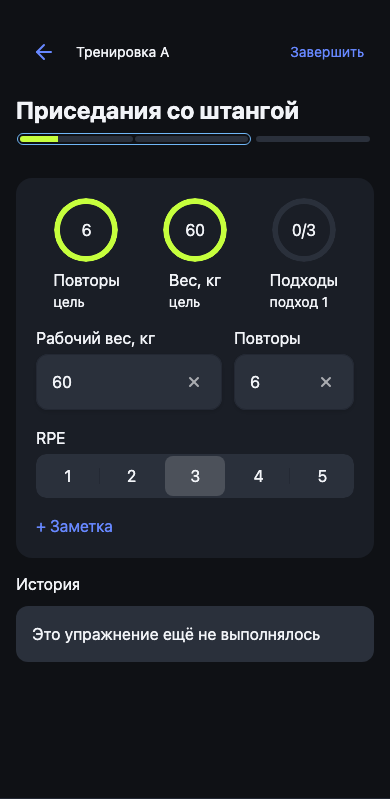 Тренировка A
Завершить
Приседания со штангой
6
60
0/3
Повторы
Вес, кг
Подходы
цель
цель
подход 1
Рабочий вес, кг
Повторы
60
6
RPE
1
2
3
4
5
+ Заметка
История
Это упражнение ещё не выполнялось